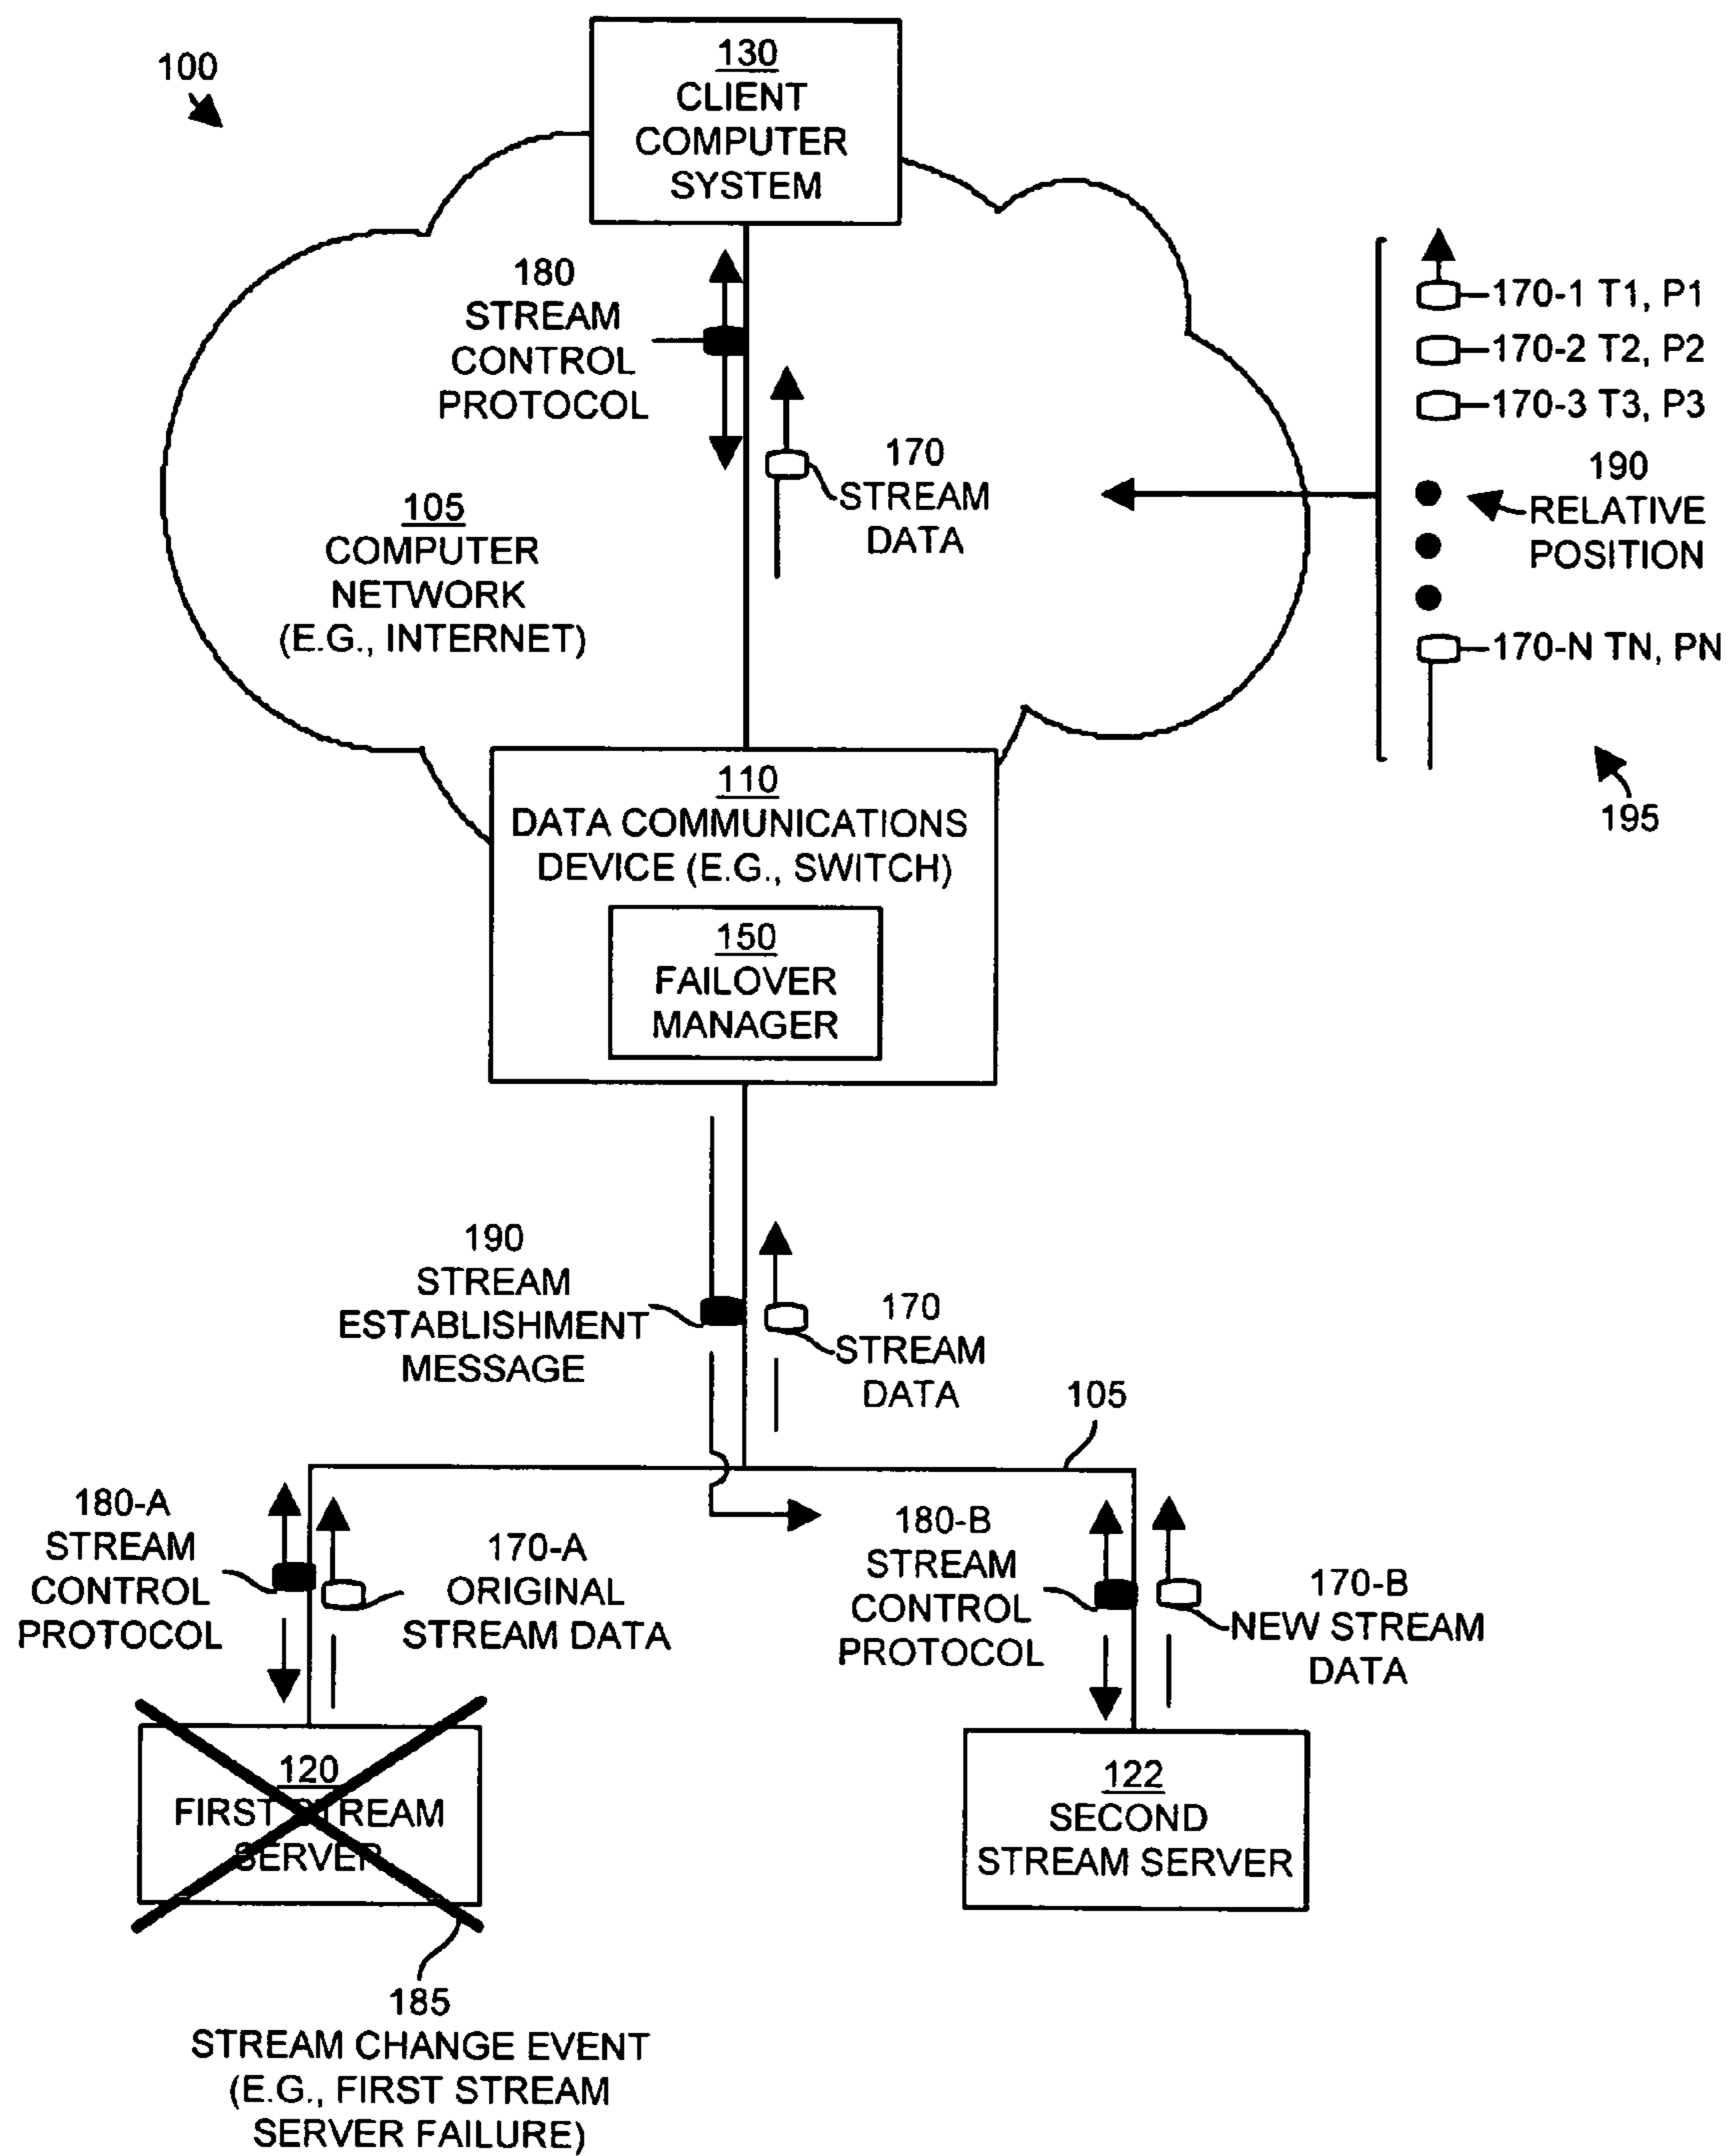 100
130
CLIENT
COMPUTER
SYSTEM
180
STREAM
CONTROL
PROTOCOL
170
STREAM
DATA
105
COMPUTER
NETWORK
(E.G., INTERNET)
170-1 T1, P1
170-2 T2, P2
170-3 T3, P3
190
RELATIVE
POSITION
170-N TN, PN
195
110
DATA COMMUNICATIONS
DEVICE (E.G., SWITCH)
150
FAILOVER
MANAGER
190
STREAM
ESTABLISHMENT
MESSAGE
170
STREAM
DATA
105
180-A
STREAM
CONTROL
PROTOCOL
170-A
ORIGINAL
STREAM DATA
180-B
STREAM
CONTROL
PROTOCOL
170-B
NEW STREAM
DATA
120
FIRST STREAM
SERVER
122
SECOND
STREAM SERVER
185
STREAM CHANGE EVENT
(E.G., FIRST STREAM
SERVER FAILURE)